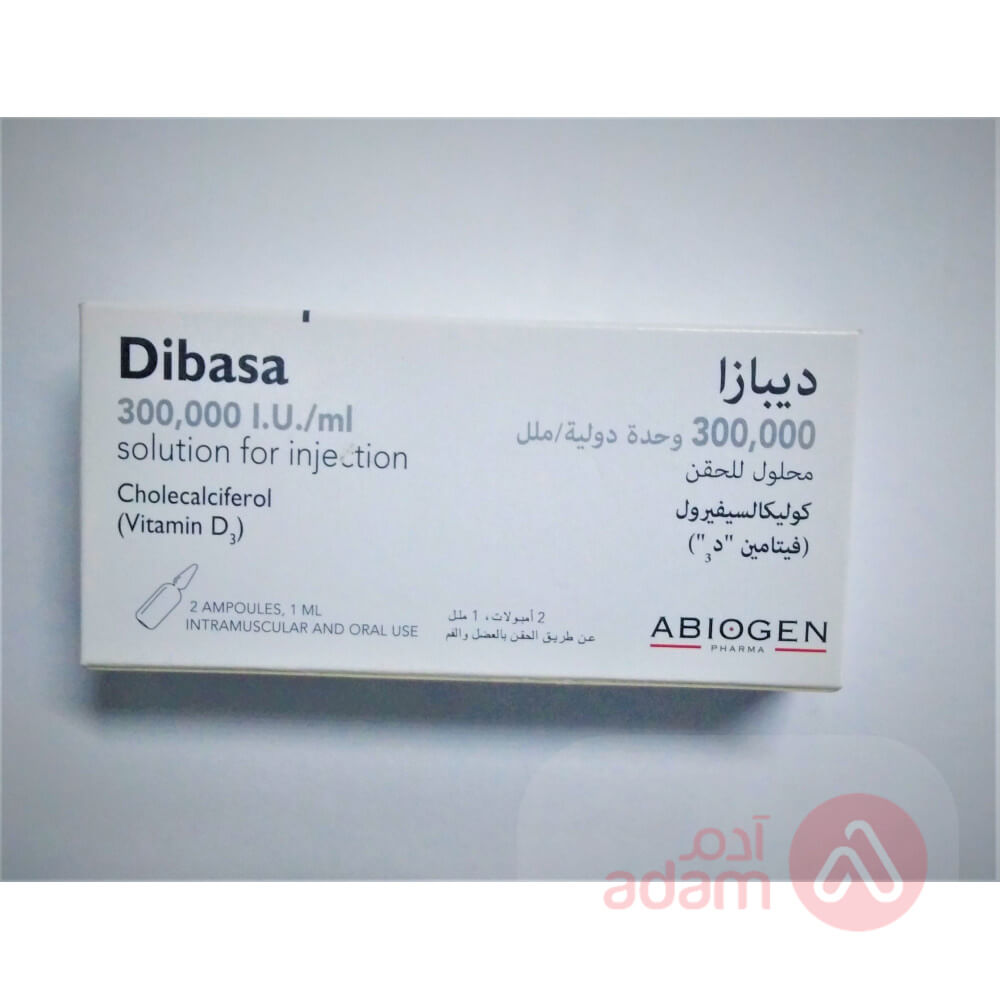 Dibasa
300,000 I.U./ml
solution for injection
Cholecalciferol
(Vitamin D₃)
2 AMPOULES, 1 ML
INTRAMUSCULAR AND ORAL USE
ديبازا
300,000 وحدة دولية/ملل
محلول للحقن
كوليكالسيفيرول
(فيتامين "د₃")
2 أمبولات، 1 ملل
عن طريق الحقن بالعضل والفم
ABIOGEN
PHARMA
آدم
adam